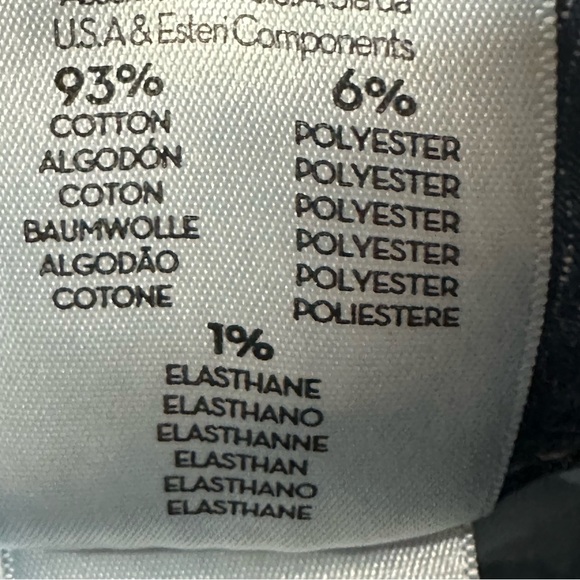 U.S.A & Esteri Components
93%
COTTON
ALGODÓN
COTON
BAUMWOLLE
ALGODÃO
COTONE
6%
POLYESTER
POLYESTER
POLYESTER
POLYESTER
POLYESTER
POLIESTERE
1%
ELASTHANE
ELASTHANO
ELASTHANNE
ELASTHAN
ELASTHANO
ELASTHANE